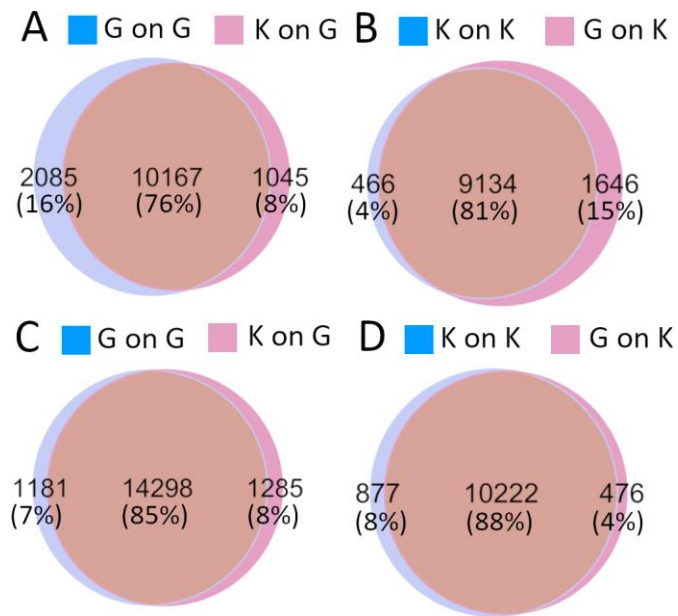 A G on G K on G
2085 10167 1045
(16%) (76%) (8%)
B K on K G on K
466 9134 1646
(4%) (81%) (15%)
C G on G K on G
1181 14298 1285
(7%) (85%) (8%)
D K on K G on K
877 10222 476
(8%) (88%) (4%)